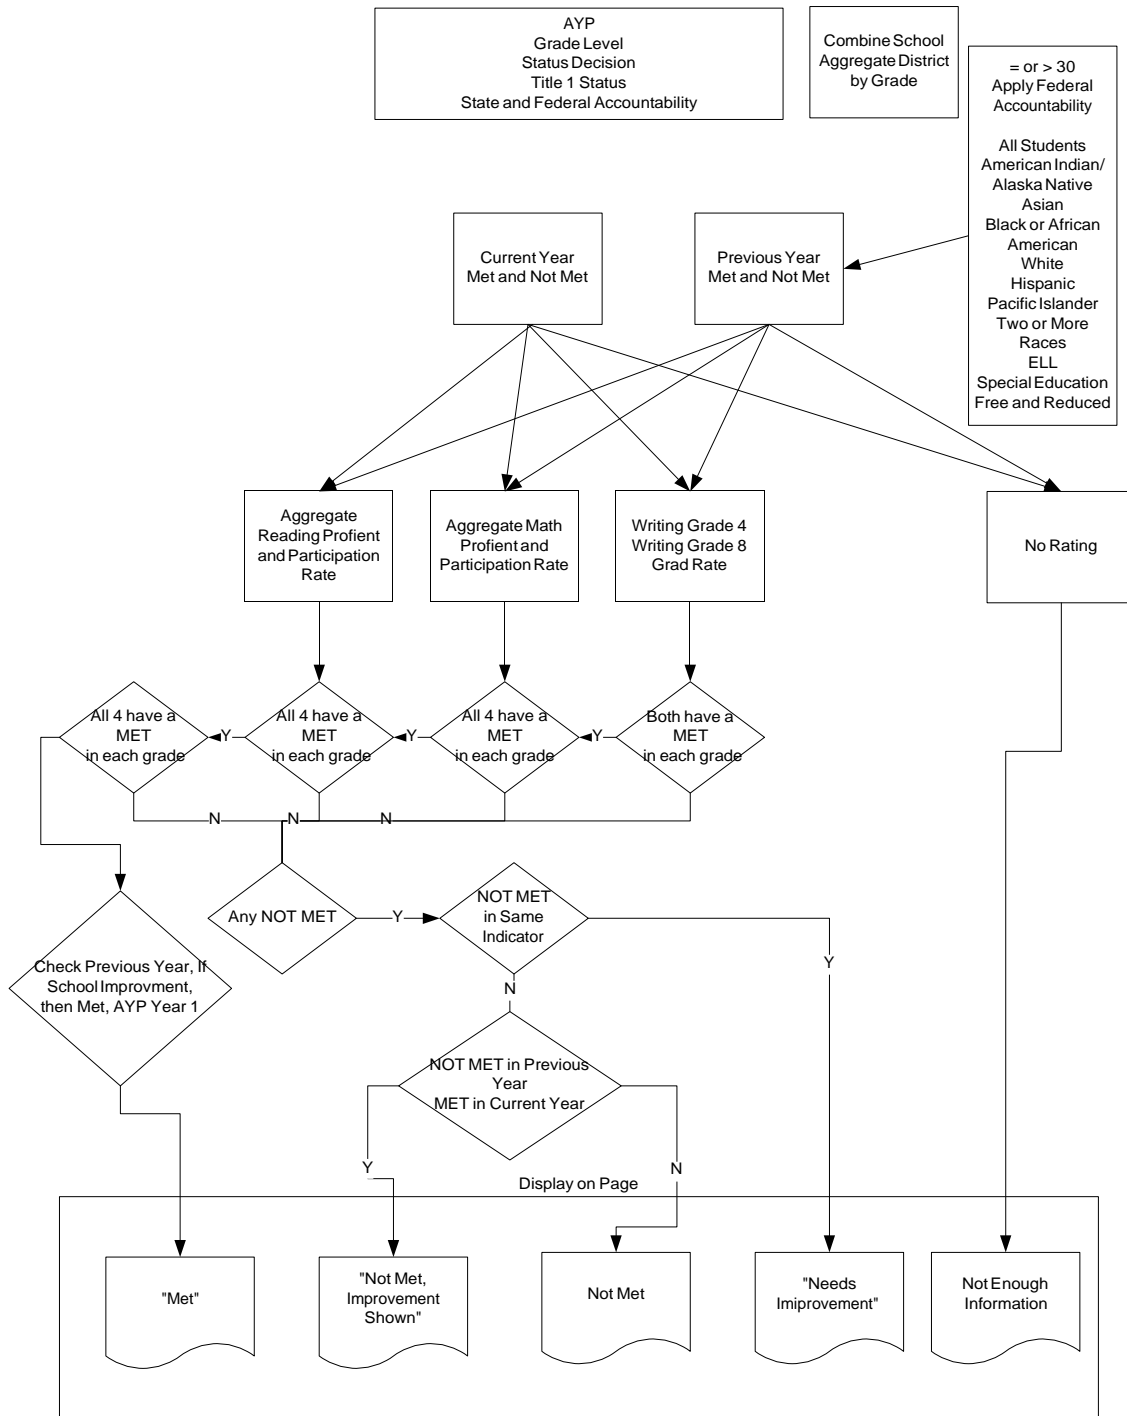 AYP
Grade Level
Status Decision
Title 1 Status
State and Federal Accountability
Combine School
Aggregate District
by Grade
= or > 30
Apply Federal
Accountability
All Students
American Indian/
Alaska Native
Asian
Black or African
American
White
Hispanic
Pacific Islander
Two or More
Races
ELL
Special Education
Free and Reduced
Current Year
Met and Not Met
Previous Year
Met and Not Met
Aggregate
Reading Profient
and Participation
Rate
Aggregate Math
Profient and
Participation Rate
Writing Grade 4
Writing Grade 8
Grad Rate
No Rating
All 4 have a
MET
in each grade
Y
All 4 have a
MET
in each grade
Y
All 4 have a
MET
in each grade
Y
Both have a
MET
in each grade
N
N
N
Any NOT MET
Y
NOT MET
in Same
Indicator
Y
N
Check Previous Year, If
School Improvment,
then Met, AYP Year 1
NOT MET in Previous
Year
MET in Current Year
Y
N
Display on Page
"Met"
"Not Met,
Improvement
Shown"
Not Met
"Needs
Imiprovement"
Not Enough
Information